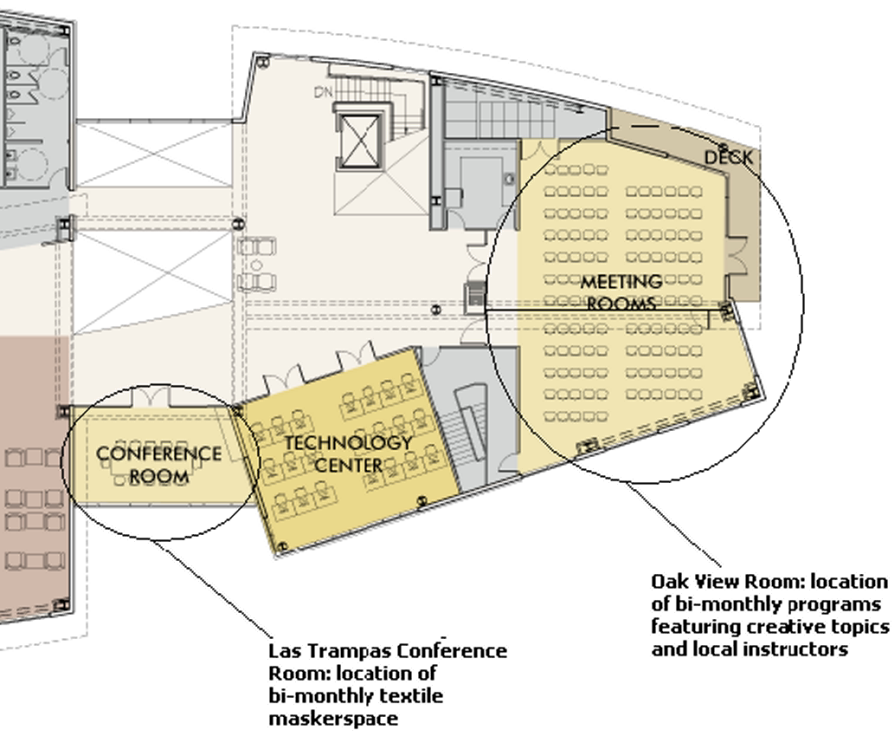 DN
DECK
MEETING
ROOMS
CONFERENCE
ROOM
TECHNOLOGY
CENTER
Oak View Room: location
of bi-monthly programs
featuring creative topics
and local instructors
Las Trampas Conference
Room: location of
bi-monthly textile
maskerspace